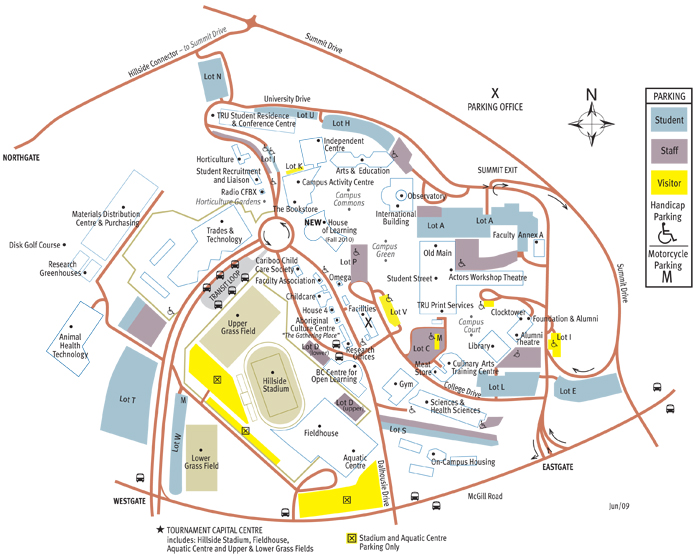 Summit Drive
Hillside Connector – to Summit Drive
Lot N
X
PARKING OFFICE
N
PARKING
Student
Staff
Visitor
Handicap
Parking
Motorcycle
Parking
M
University Drive
TRU Student Residence
& Conference Centre
Lot U
Lot H
NORTHGATE
Independent
Centre
Horticulture
Lot J
Lot K
Arts & Education
Student Recruitment
and Liaison
Campus Activity Centre
SUMMIT EXIT
Radio CFBX
Horticulture Gardens
Campus
Commons
Observatory
The Bookstore
Materials Distribution
Centre & Purchasing
Trades &
Technology
NEW
House
of Learning
(Fall 2010)
International
Building
Lot A
Lot A
Faculty
Annex A
Disk Golf Course
Campus
Green
Old Main
Research
Greenhouses
TRANSIT LOOP
Cariboo Child
Care Society
Lot P
Faculty Association
Omega
Student Street
Actors Workshop Theatre
Summit Drive
Childcare
House 4
Facilities
X
Lot V
TRU Print Services
Aboriginal
Culture Centre
"The Gathering Place"
Upper
Grass Field
Campus
Court
Clocktower
Foundation & Alumni
Animal
Health
Technology
Lot D
(lower)
Research
Offices
Lot C
M
Library
Alumni
Theatre
Lot I
Hillside
Stadium
BC Centre for
Open Learning
Meat
Store
Culinary Arts
Training Centre
Gym
College Drive
Lot L
Lot E
Lot T
M
Lot W
Lot D
(upper)
Sciences &
Health Sciences
Fieldhouse
Lot S
Lower
Grass Field
Aquatic
Centre
On-Campus Housing
EASTGATE
Dalhousie Drive
WESTGATE
McGill Road
Jun/09
★ TOURNAMENT CAPITAL CENTRE
includes: Hillside Stadium, Fieldhouse,
Aquatic Centre and Upper & Lower Grass Fields
Stadium and Aquatic Centre
Parking Only